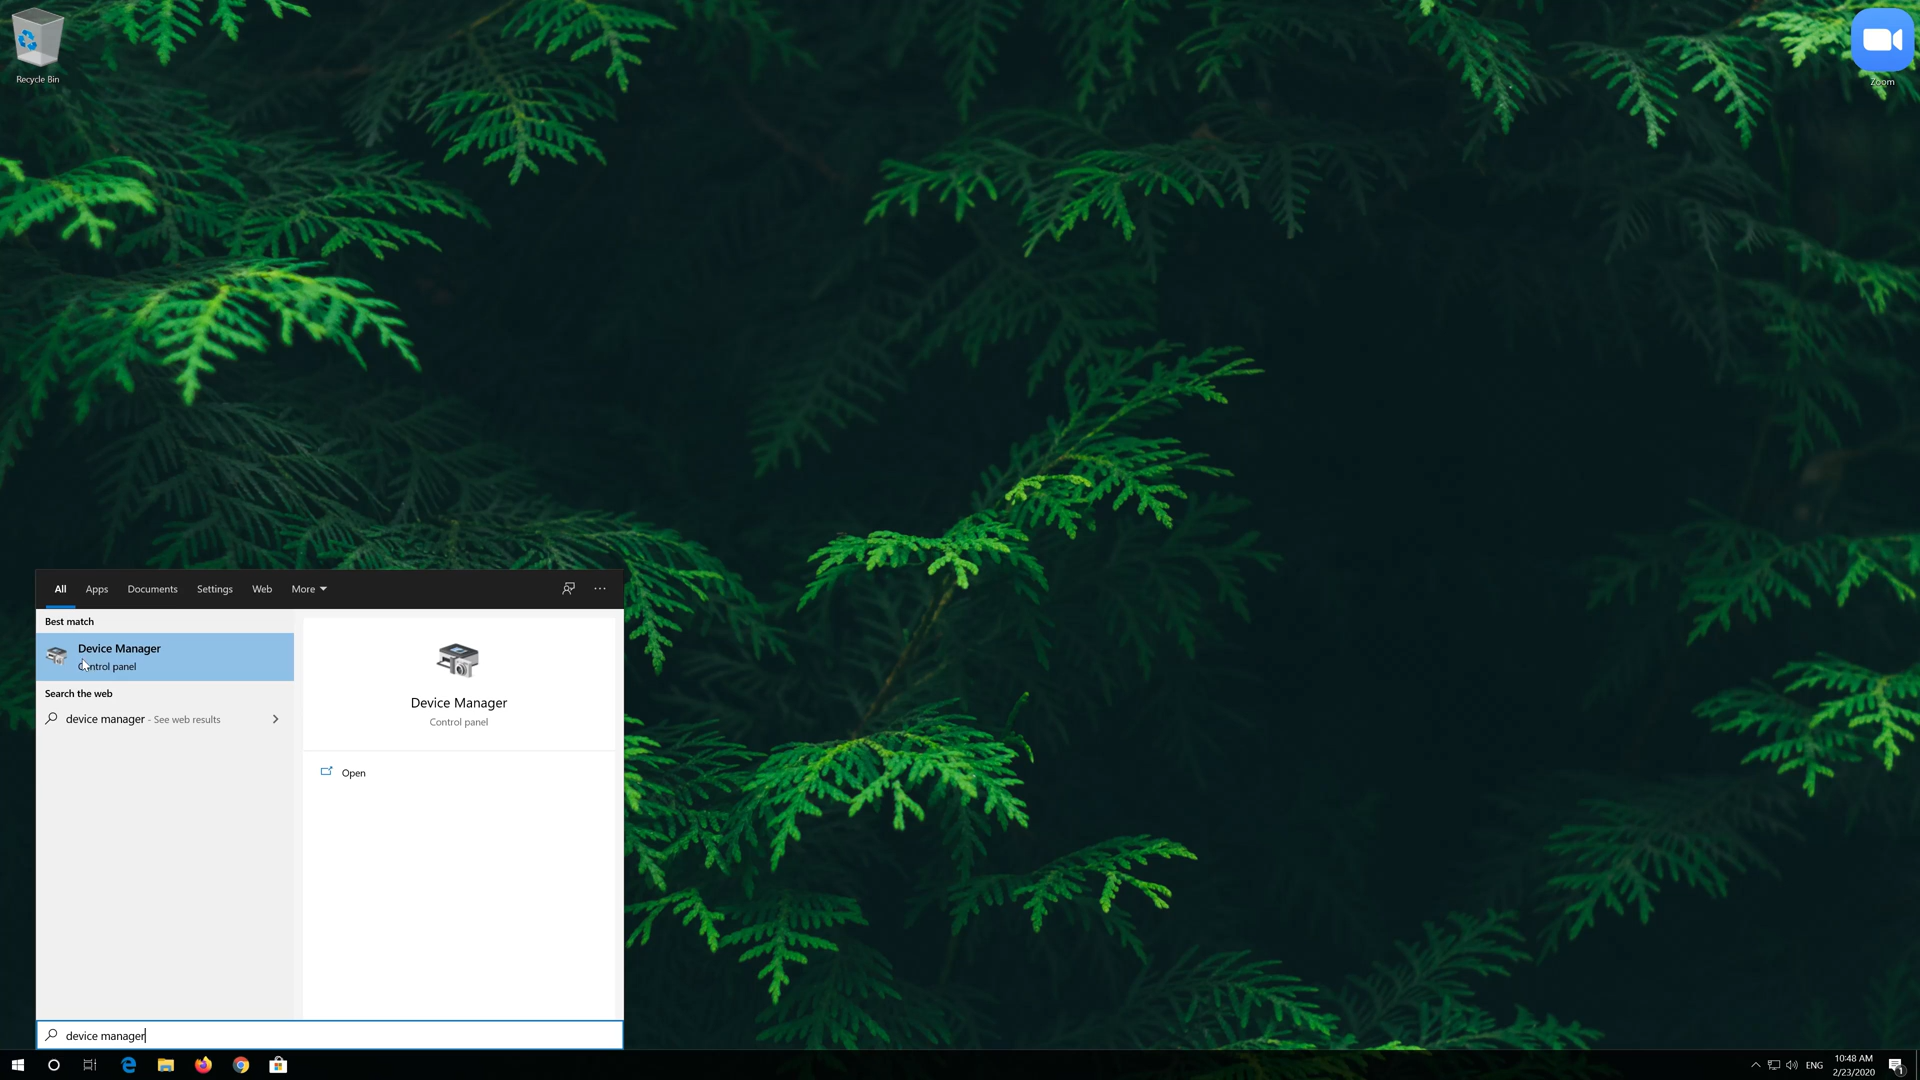 Recycle Bin
Zoom
All Apps Documents Settings Web More
Best match
Device Manager
Control panel
Search the web
device manager - See web results
Device Manager
Control panel
Open
device manager
ENG
10:48 AM
2/23/2020
1